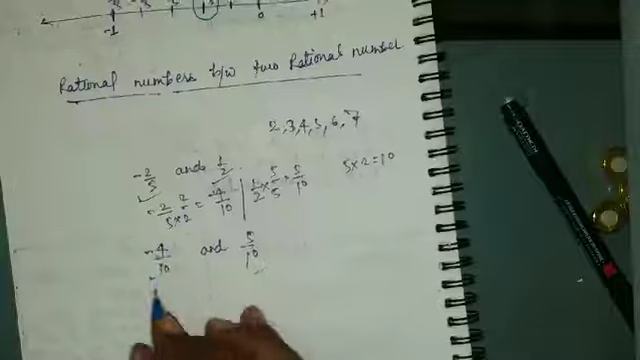 -1 0 +1
Rational numbers b/w two Rational number
2,3,4,5,6,7
-2/5 and 1/2
5×2=10
-2/5 × 2/2 = -4/10 | 1/2 × 5/5 = 5/10
-4/10 and 5/10